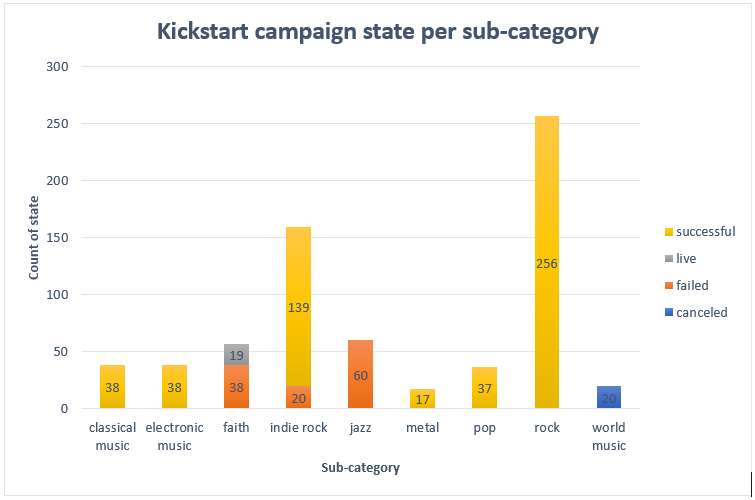 Kickstart campaign state per sub-category
300
250
200
150
100
50
0
Count of state
38
38
38
19
20
139
60
17
37
256
20
classical music
electronic music
faith
indie rock
jazz
metal
pop
rock
world music
Sub-category
successful
live
failed
canceled